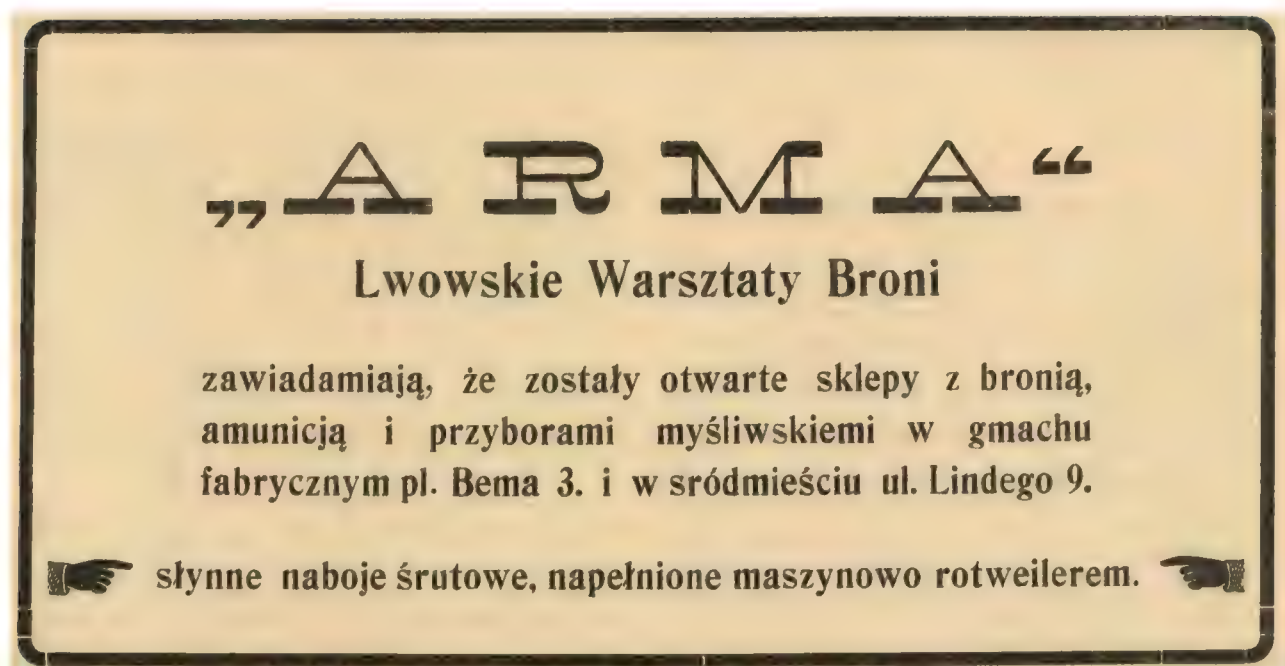 „ARMA“
Lwowskie Warsztaty Broni
zawiadamiają, że zostały otwarte sklepy z bronią,
amunicją i przyborami myśliwskiemi w gmachu
fabrycznym pl. Bema 3. i w sródmieściu ul. Lindego 9.
słynne naboje śrutowe, napełnione maszynowo rotweilerem.